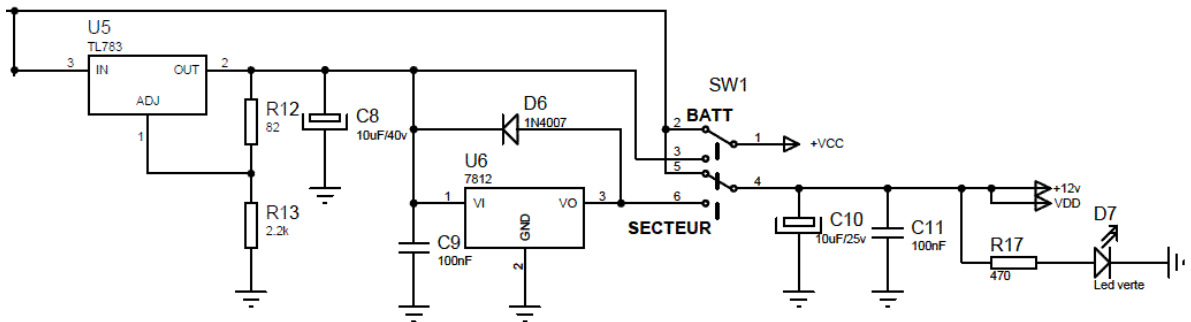 U5
TL783
3
IN
OUT
2
ADJ
1
R12
82
R13
2.2k
C8
10uF/40v
D6
1N4007
U6
7812
1
VI
VO
3
GND
2
C9
100nF
SW1
BATT
2
1
+VCC
3
5
4
6
SECTEUR
C10
10uF/25v
C11
100nF
+12v
VDD
R17
470
D7
Led verte